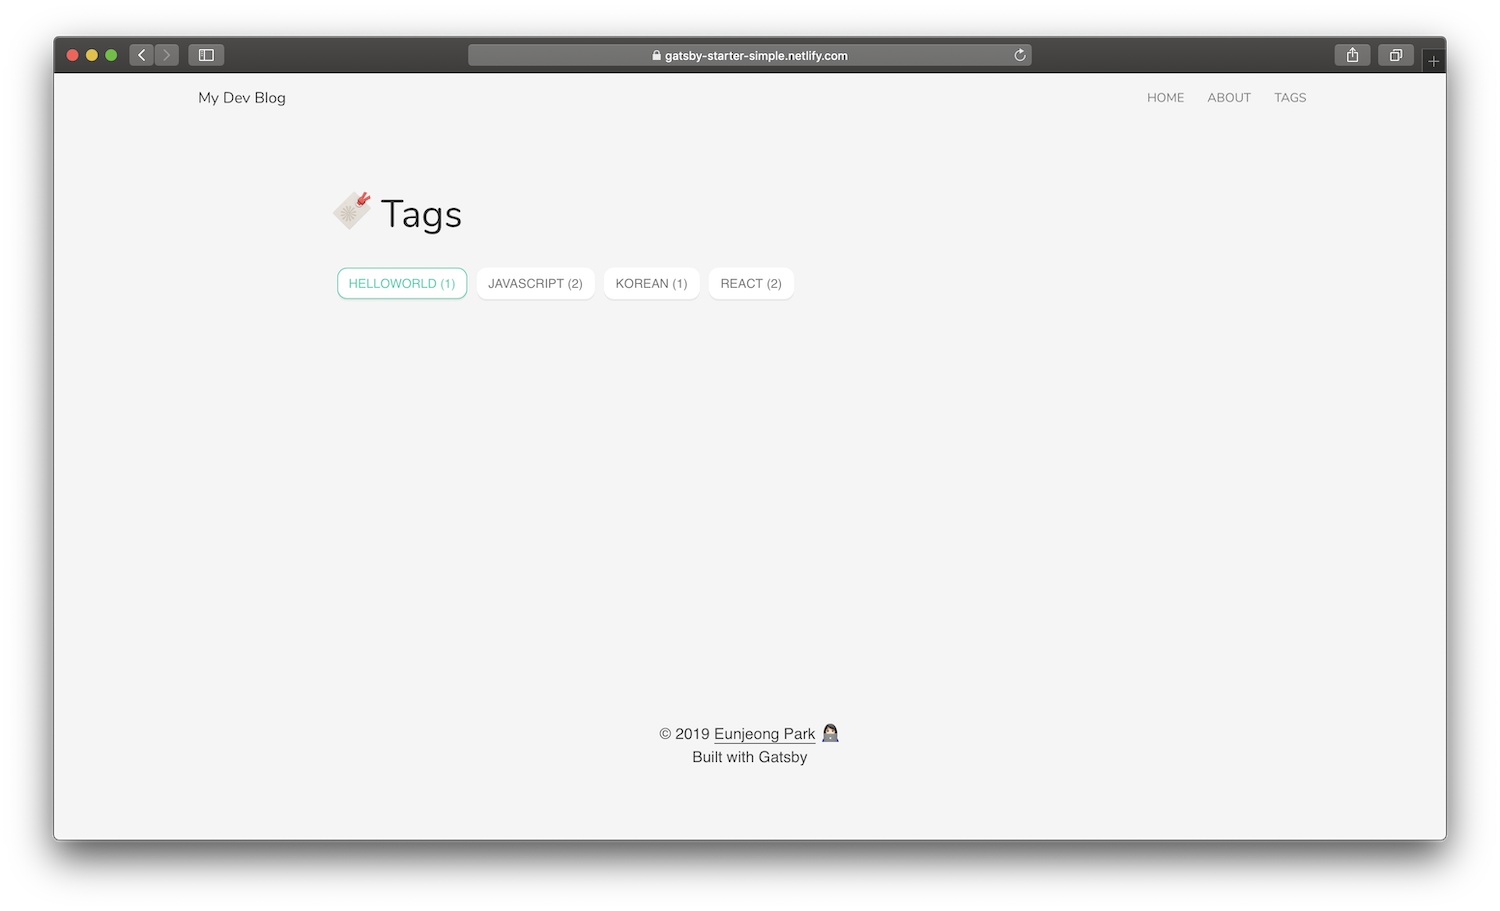 gatsby-starter-simple.netlify.com
My Dev Blog
HOME ABOUT TAGS
Tags
HELLOWORLD (1) JAVASCRIPT (2) KOREAN (1) REACT (2)
© 2019 Eunjeong Park
Built with Gatsby